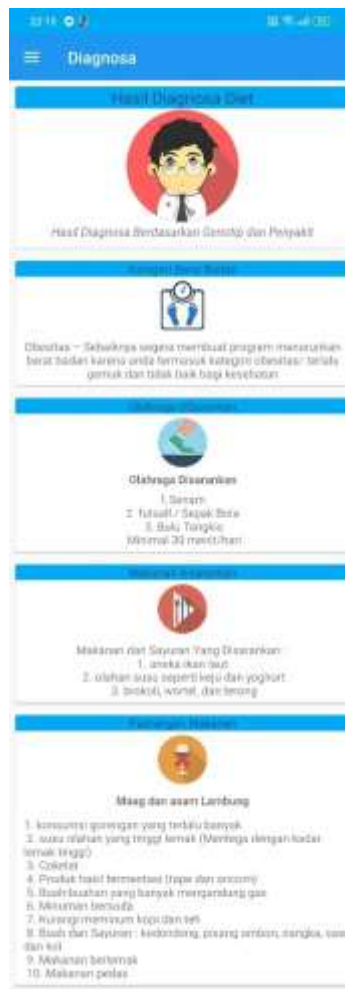 Diagnosa
Hasil Diagnosa Diet
Hasil Diagnosa Berdasarkan Genotip dan Penyakit
Kategori Berat Badan
Obesitas – Sebaiknya segera membuat program menurunkan
berat badan karena anda termasuk kategori obesitas/ terlalu
gemuk dan tidak baik bagi kesehatan
Olahraga Disarankan
Olahraga Disarankan
1. Senam
2. futsall / Sepak Bola
3. Bulu Tangkis
Minimal 30 menit/hari
Makanan Disarankan
Makanan dan Sayuran Yang Disarankan
1. aneka ikan laut
2. olahan susu seperti keju dan yoghurt
3. brokoli, wortel, dan terong
Pantangan Makanan
Maag dan asam Lambung
1. konsumsi gorengan yang terlalu banyak
2. susu olahan yang tinggi lemak (Mentega dengan kadar
lemak tinggi)
3. Cokelat
4. Produk hasil fermentasi (tape dan oncom)
5. Buah-buahan yang banyak mengandung gas
6. Minuman bersoda
7. Kurangi meminum kopi dan teh
8. Buah dan Sayuran : kedondong, pisang ambon, nangka, sawi
dan kol
9. Makanan berlemak
10. Makanan pedas